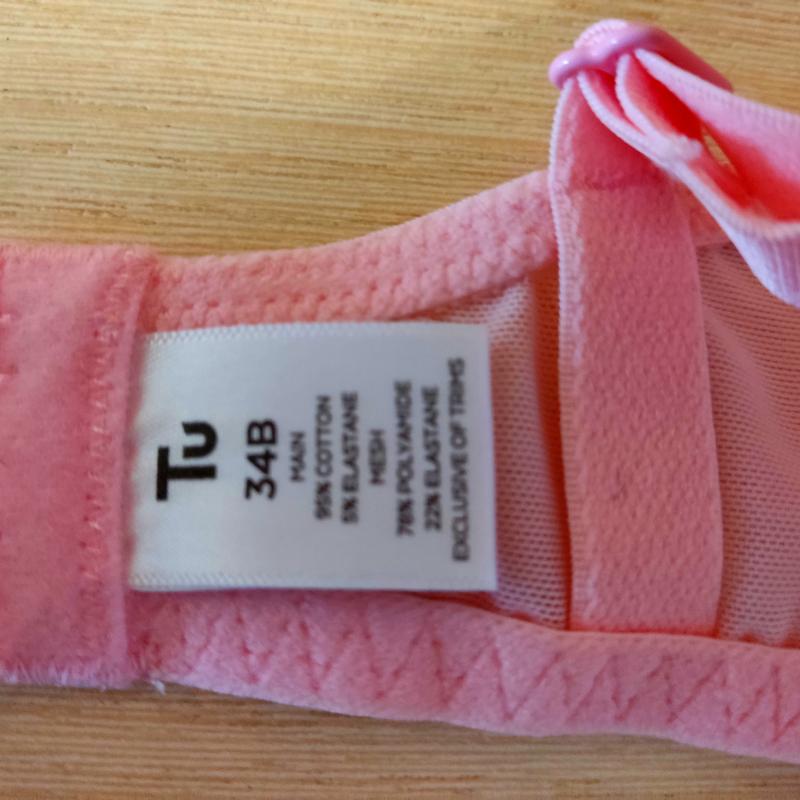 Tu
34B
MAIN
95% COTTON
5% ELASTANE
MESH
78% POLYAMIDE
22% ELASTANE
EXCLUSIVE OF TRIMS